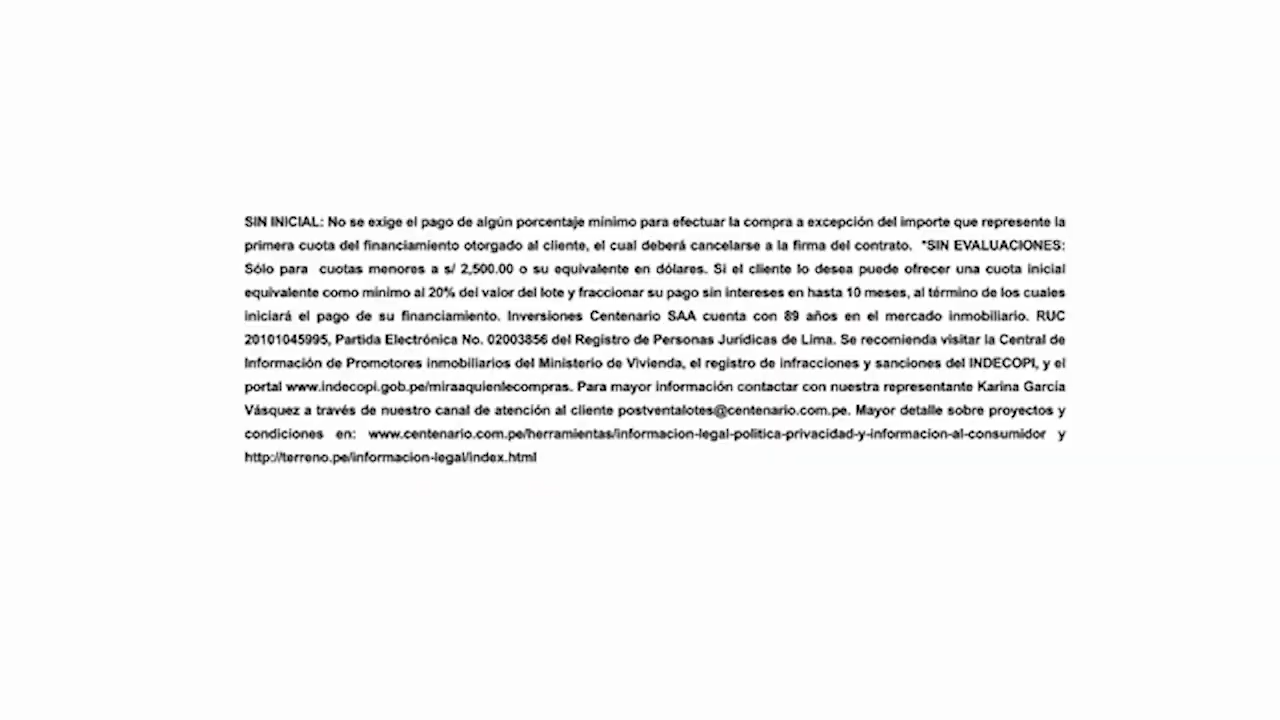 SIN INICIAL: No se exige el pago de algún porcentaje mínimo para efectuar la compra a excepción del importe que represente la
primera cuota del financiamiento otorgado al cliente, el cual deberá cancelarse a la firma del contrato. *SIN EVALUACIONES:
Sólo para cuotas menores a s/ 2,500.00 o su equivalente en dólares. Si el cliente lo desea puede ofrecer una cuota inicial
equivalente como mínimo al 20% del valor del lote y fraccionar su pago sin intereses en hasta 10 meses, al término de los cuales
iniciará el pago de su financiamiento. Inversiones Centenario SAA cuenta con 89 años en el mercado inmobiliario. RUC
20101045995, Partida Electrónica No. 02003856 del Registro de Personas Jurídicas de Lima. Se recomienda visitar la Central de
Información de Promotores inmobiliarios del Ministerio de Vivienda, el registro de infracciones y sanciones del INDECOPI, y el
portal www.indecopi.gob.pe/miraaquienlecompras. Para mayor información contactar con nuestra representante Karina García
Vásquez a través de nuestro canal de atención al cliente postventalotes@centenario.com.pe. Mayor detalle sobre proyectos y
condiciones en: www.centenario.com.pe/herramientas/informacion-legal-politica-privacidad-y-informacion-al-consumidor y
http://terreno.pe/informacion-legal/index.html